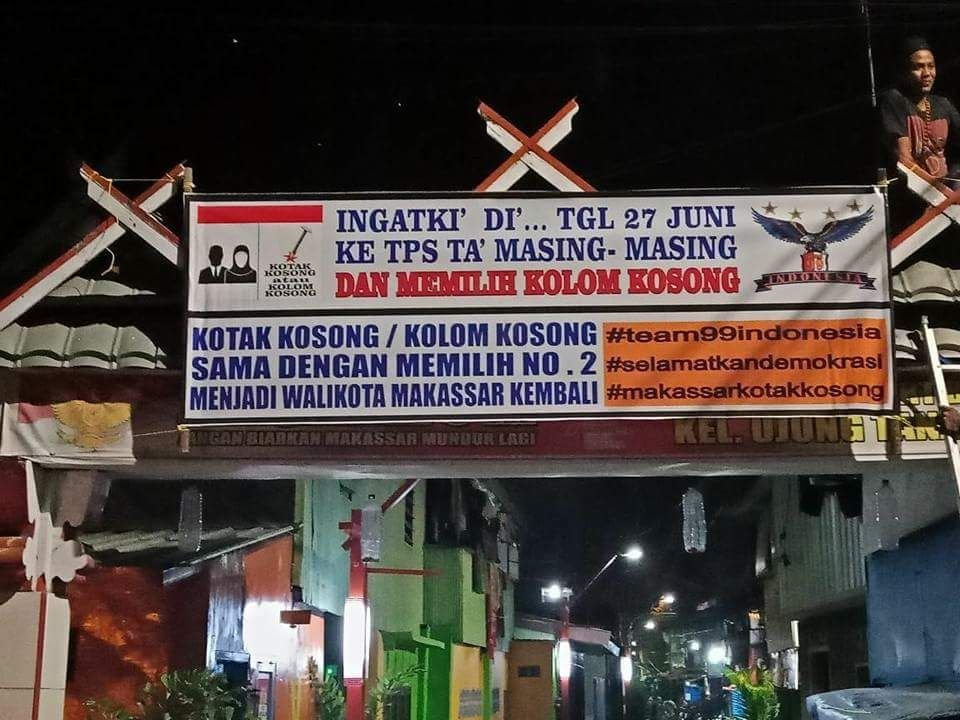 INGATKI' DI'... TGL 27 JUNI
KE TPS TA' MASING- MASING
DAN MEMILIH KOLOM KOSONG
KOTAK
KOSONG
atau
KOLOM
KOSONG
INDONESIA
KOTAK KOSONG / KOLOM KOSONG
SAMA DENGAN MEMILIH NO . 2
MENJADI WALIKOTA MAKASSAR KEMBALI
#team99indonesia
#selamatkandemokrasi
#makassarkotakkosong
JANGAN BIARKAN MAKASSAR MUNDUR LAGI
KEL. UJUNG